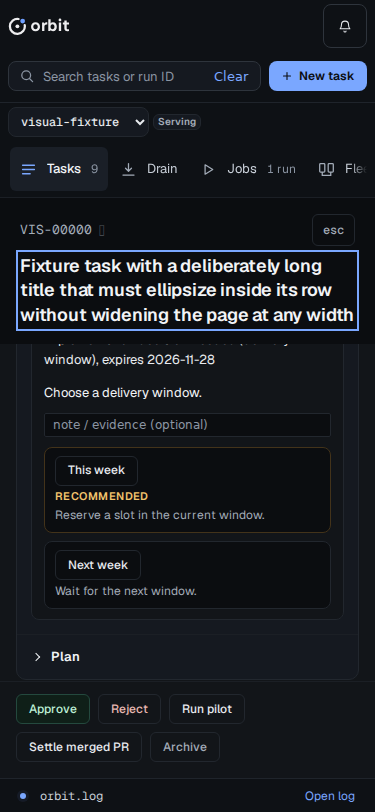 orbit
Search tasks or run ID Clear
+ New task
visual-fixture Serving
Tasks 9 Drain Jobs 1 run
VIS-00000 esc
Fixture task with a deliberately long
title that must ellipsize inside its row
without widening the page at any width
window), expires 2026-11-28
Choose a delivery window.
note / evidence (optional)
This week
RECOMMENDED
Reserve a slot in the current window.
Next week
Wait for the next window.
Plan
Approve Reject Run pilot
Settle merged PR Archive
orbit.log Open log